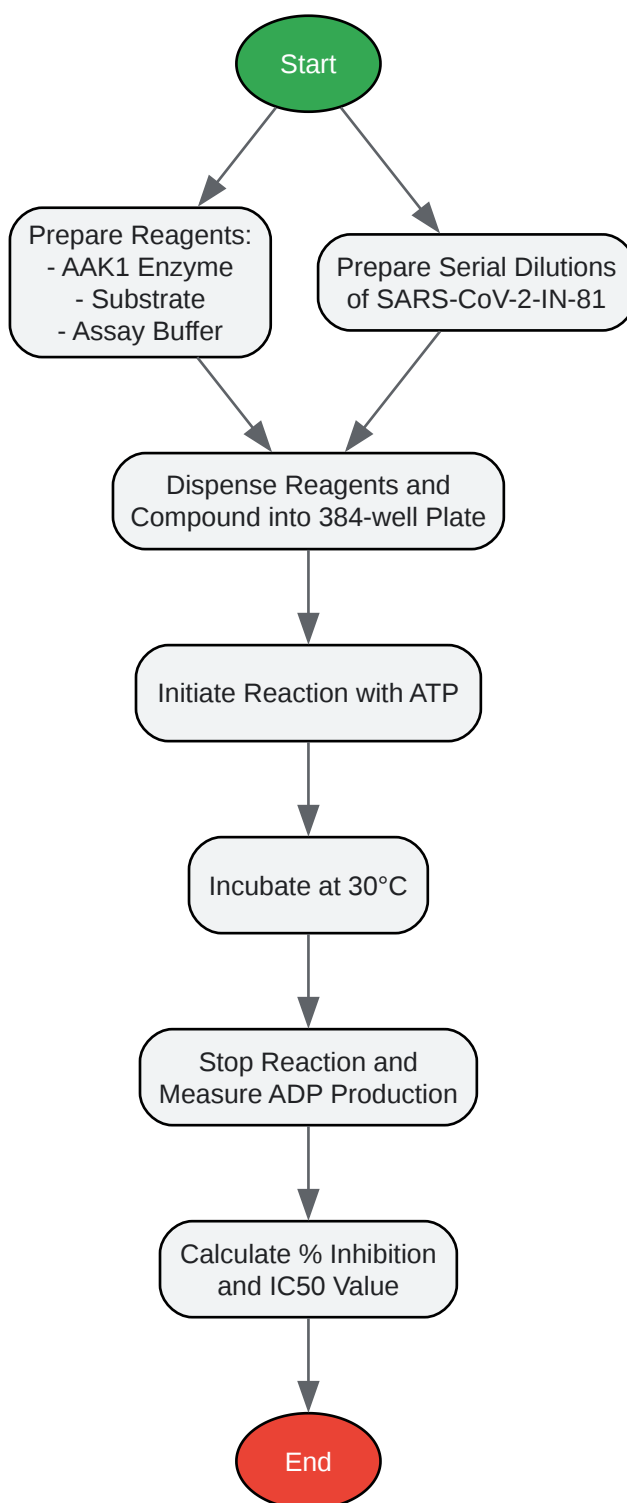 Start
Prepare Reagents:
- AAK1 Enzyme
- Substrate
- Assay Buffer
Prepare Serial Dilutions
of SARS-CoV-2-IN-81
Dispense Reagents and
Compound into 384-well Plate
Initiate Reaction with ATP
Incubate at 30°C
Stop Reaction and
Measure ADP Production
Calculate % Inhibition
and IC50 Value
End